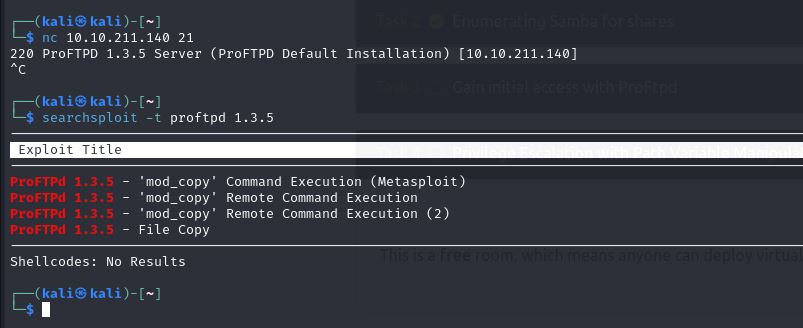 ┌──(kali㉿kali)-[~]
└─$ nc 10.10.211.140 21
220 ProFTPD 1.3.5 Server (ProFTPD Default Installation) [10.10.211.140]
^C
┌──(kali㉿kali)-[~]
└─$ searchsploit -t proftpd 1.3.5
Exploit Title
ProFTPd 1.3.5 - 'mod_copy' Command Execution (Metasploit)
ProFTPd 1.3.5 - 'mod_copy' Remote Command Execution
ProFTPd 1.3.5 - 'mod_copy' Remote Command Execution (2)
ProFTPd 1.3.5 - File Copy
Shellcodes: No Results
┌──(kali㉿kali)-[~]
└─$
Task 2
Enumerating Samba for shares
Gain initial access with ProFtpd
Privilege Escalation with Path Variable
This is a free room, which means anyone can deploy virtual